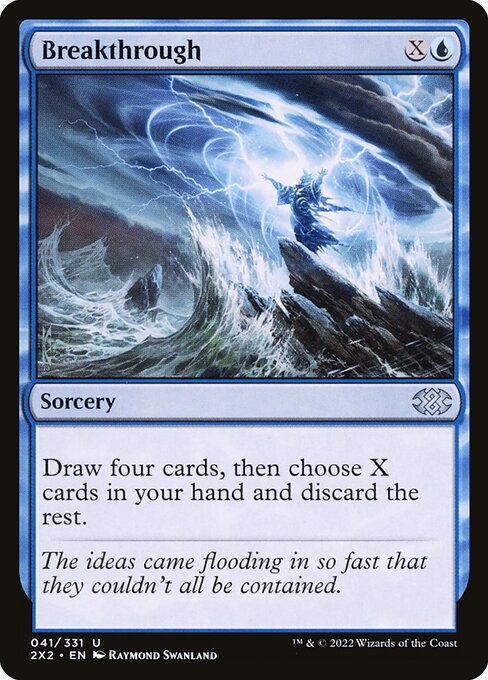 Breakthrough X
Sorcery
Draw four cards, then choose X
cards in your hand and discard the
rest.
The ideas came flooding in so fast that
they couldn't all be contained.
041/331 U
2X2 • EN Raymond Swanland
™ & © 2022 Wizards of the Coast